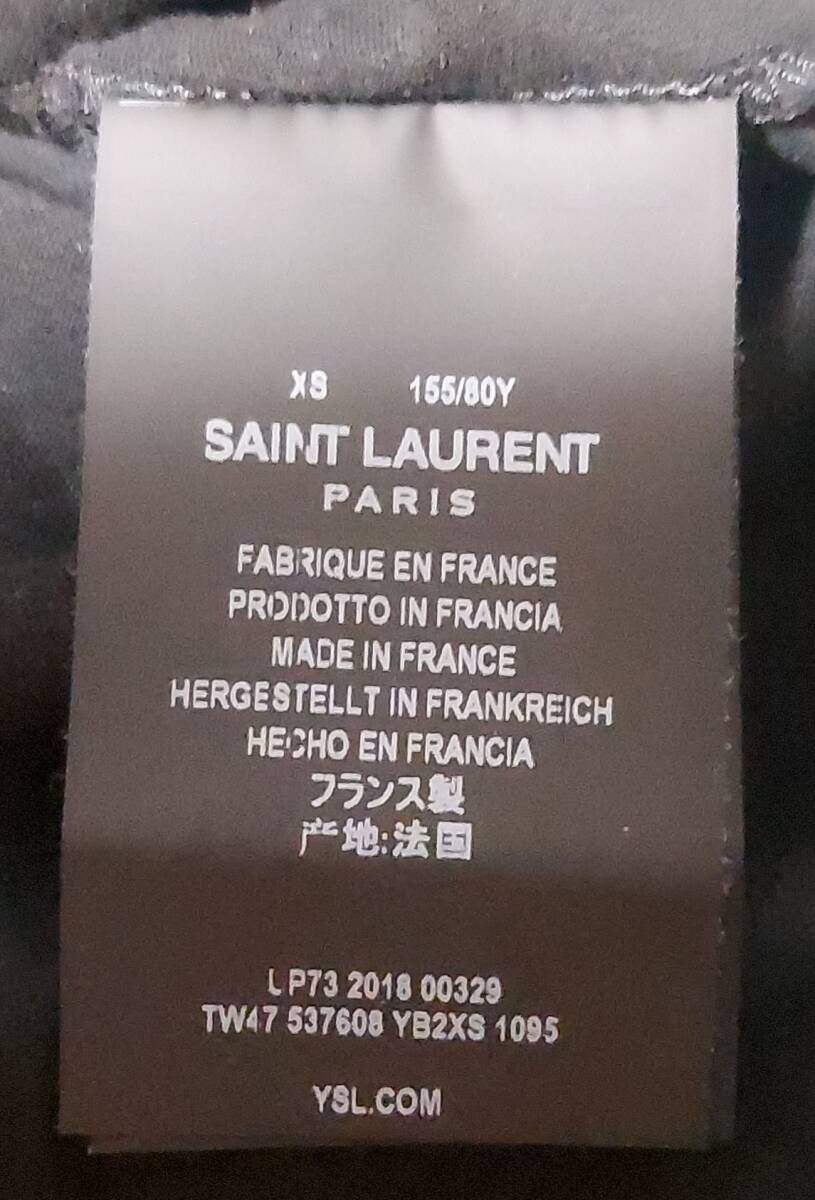 XS 155/80Y
SAINT LAURENT
PARIS
FABRIQUE EN FRANCE
PRODOTTO IN FRANCIA
MADE IN FRANCE
HERGESTELLT IN FRANKREICH
HECHO EN FRANCIA
フランス製
产地:法国
LP73 2018 00329
TW47 537608 YB2XS 1095
YSL.COM